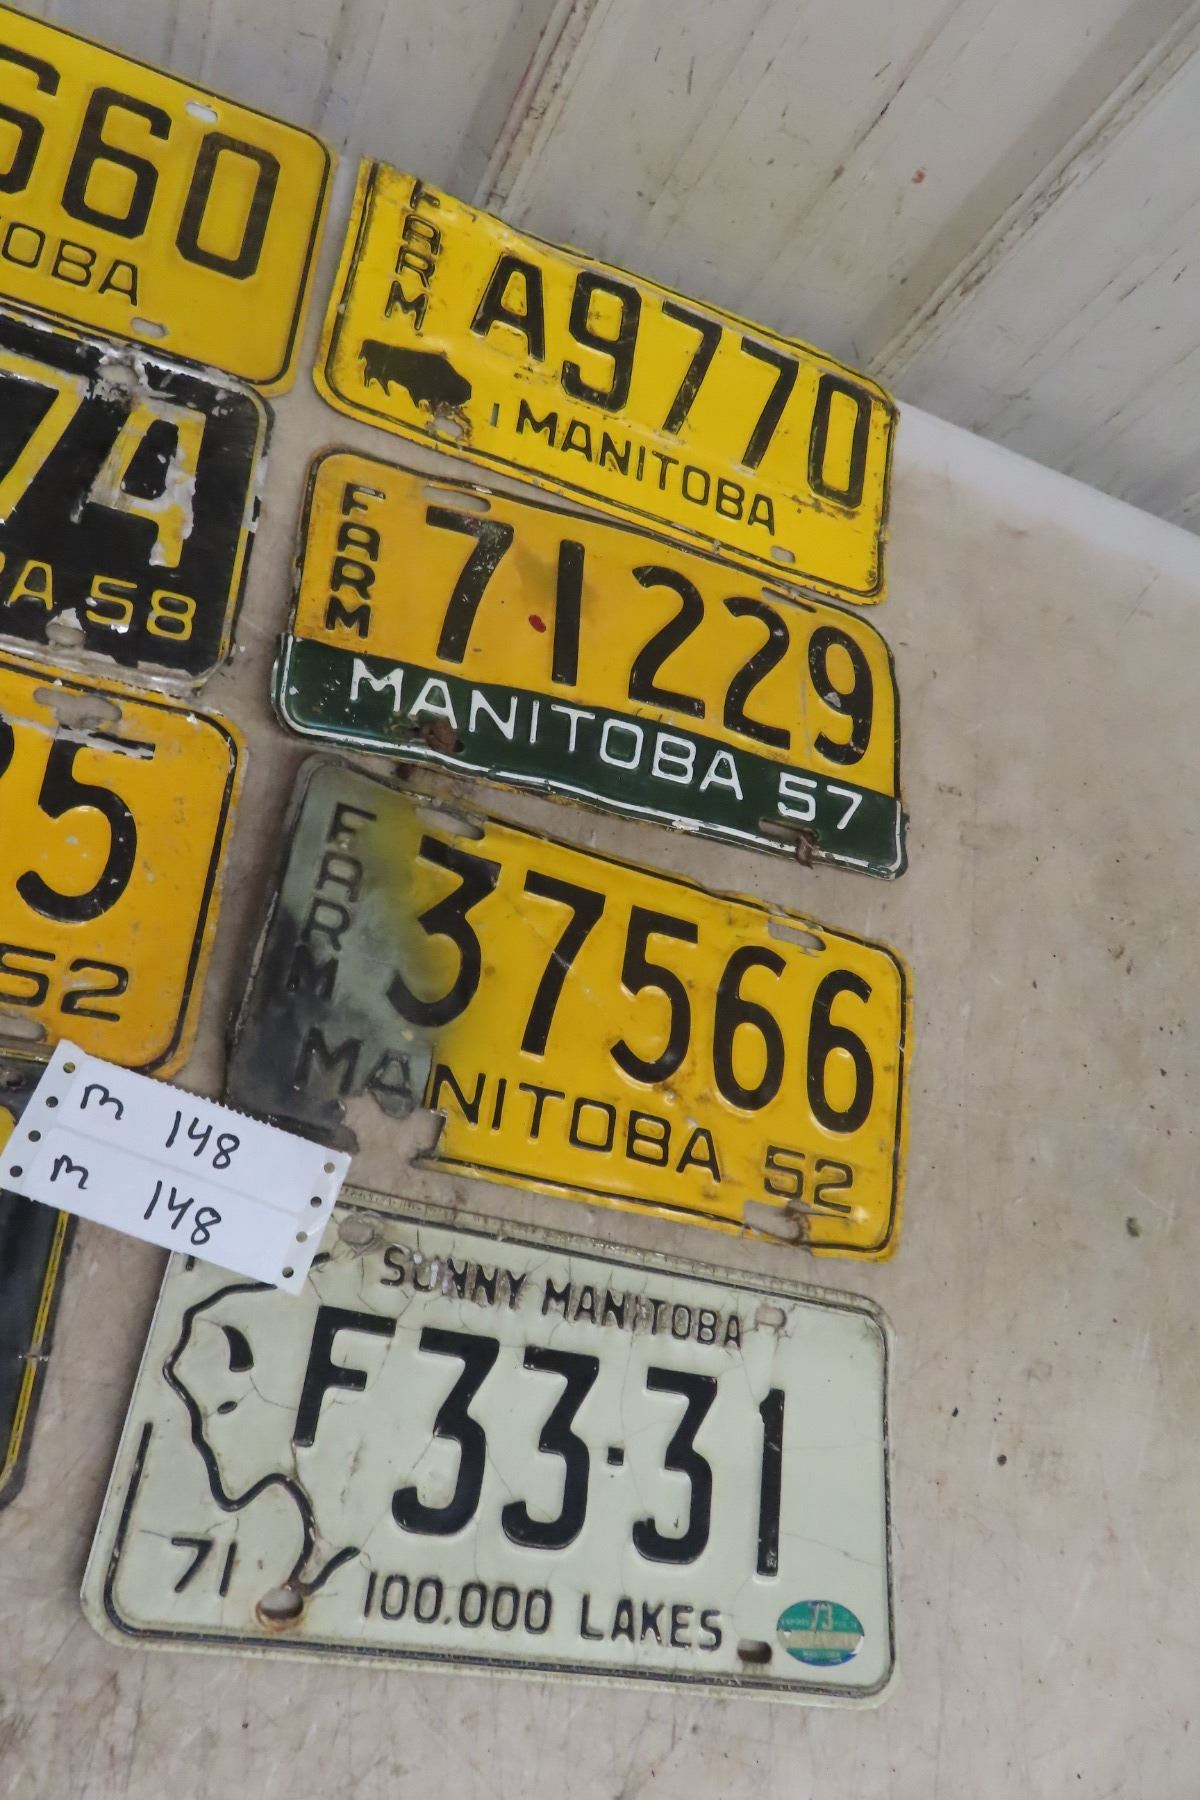 660
OBA
7A
A 58
5
52
FARM
A9770
MANITOBA
FARM
71229
MANITOBA 57
FARM
37566
MANITOBA 52
M 148
M 148
SUNNY MANITOBA
F33·31
71
100.000 LAKES
73